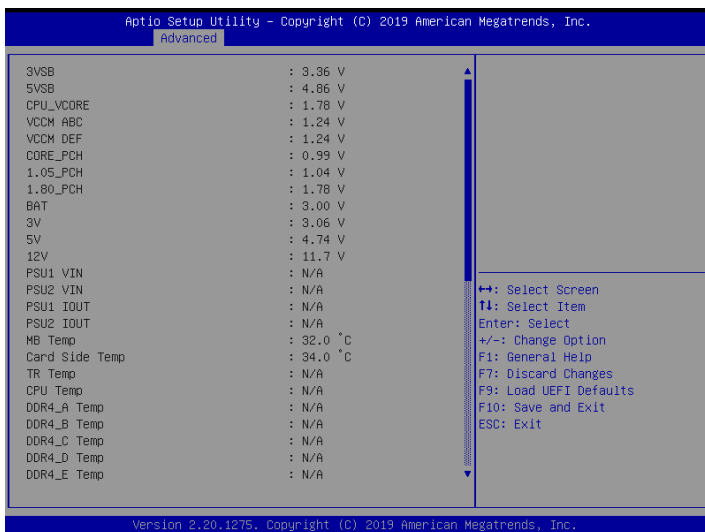 Aptio Setup Utility – Copyright (C) 2019 American Megatrends, Inc.
Advanced
3VSB : 3.36 V
5VSB : 4.86 V
CPU_VCORE : 1.78 V
VCCM ABC : 1.24 V
VCCM DEF : 1.24 V
CORE_PCH : 0.99 V
1.05_PCH : 1.04 V
1.80_PCH : 1.78 V
BAT : 3.00 V
3V : 3.06 V
5V : 4.74 V
12V : 11.7 V
PSU1 VIN : N/A
PSU2 VIN : N/A
PSU1 IOUT : N/A
PSU2 IOUT : N/A
MB Temp : 32.0 °C
Card Side Temp : 34.0 °C
TR Temp : N/A
CPU Temp : N/A
DDR4_A Temp : N/A
DDR4_B Temp : N/A
DDR4_C Temp : N/A
DDR4_D Temp : N/A
DDR4_E Temp : N/A
↔: Select Screen
↑↓: Select Item
Enter: Select
+/-: Change Option
F1: General Help
F7: Discard Changes
F9: Load UEFI Defaults
F10: Save and Exit
ESC: Exit
Version 2.20.1275. Copyright (C) 2019 American Megatrends, Inc.